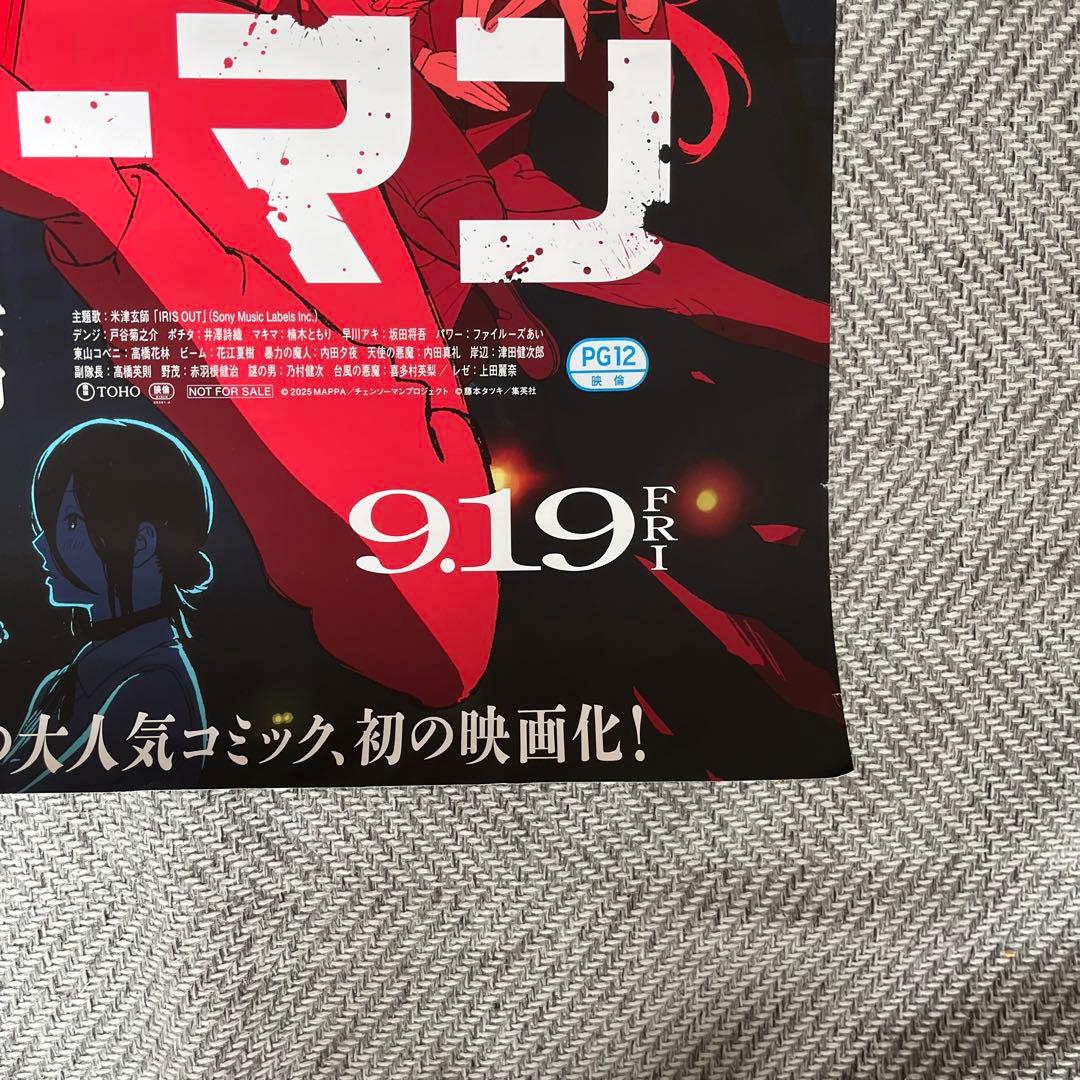 ーマン
主題歌：米津玄師「IRIS OUT」(Sony Music Labels Inc.)
デンジ：戸谷菊之介 ポチタ：井澤詩織 マキマ：楠木ともり 早川アキ：坂田将吾 パワー：ファイルーズあい
東山コベニ：高橋花林 ビーム：花江夏樹 暴力の魔人：内田夕夜 天使の悪魔：内田真礼 岸辺：津田健次郎
副隊長：高橋英則 野茂：赤羽根健治 謎の男：乃村健次 台風の悪魔：喜多村英梨／レゼ：上田麗奈
TOHO 映倫 NOT FOR SALE ©2025 MAPPA／チェンソーマンプロジェクト ©藤本タツキ／集英社
PG12
映倫
9.19 FRI
の大人気コミック、初の映画化！